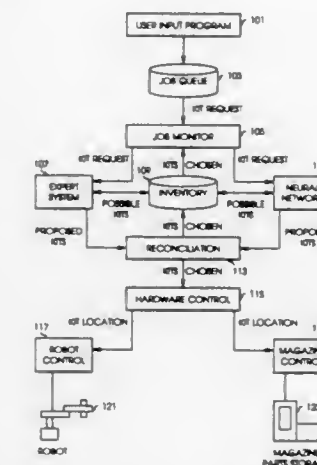 USER INPUT PROGRAM
101
JOB QUEUE
103
KIT REQUEST
JOB MONITOR
105
KIT REQUEST
KITS
CHOSEN
KIT REQUEST
107
109
EXPERT
SYSTEM
INVENTORY
NEURAL
NETWORK
POSSIBLE
KITS
POSSIBLE
KITS
PROPOSED
KITS
KITS
CHOSEN
KITS
RECONCILIATION
113
KITS
CHOSEN
HARDWARE CONTROL
115
KIT LOCATION
KIT LOCATION
117
ROBOT
CONTROL
121
ROBOT